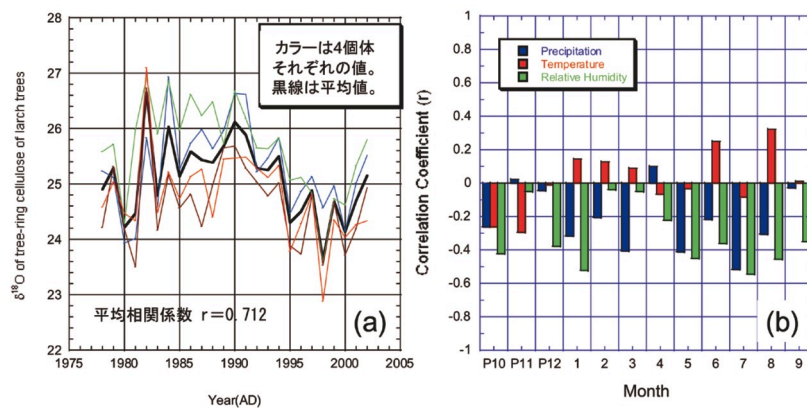 カラーは4個体
それぞれの値。
黒線は平均値。
δ18O of tree-ring cellulose of larch trees
28
27
26
25
24
23
22
平均相関係数 r=0.712
(a)
1975 1980 1985 1990 1995 2000 2005
Year(AD)
Precipitation
Temperature
Relative Humidity
Correlation Coefficient (r)
1
0.8
0.6
0.4
0.2
0
-0.2
-0.4
-0.6
-0.8
-1
(b)
P10 P11 P12 1 2 3 4 5 6 7 8 9
Month